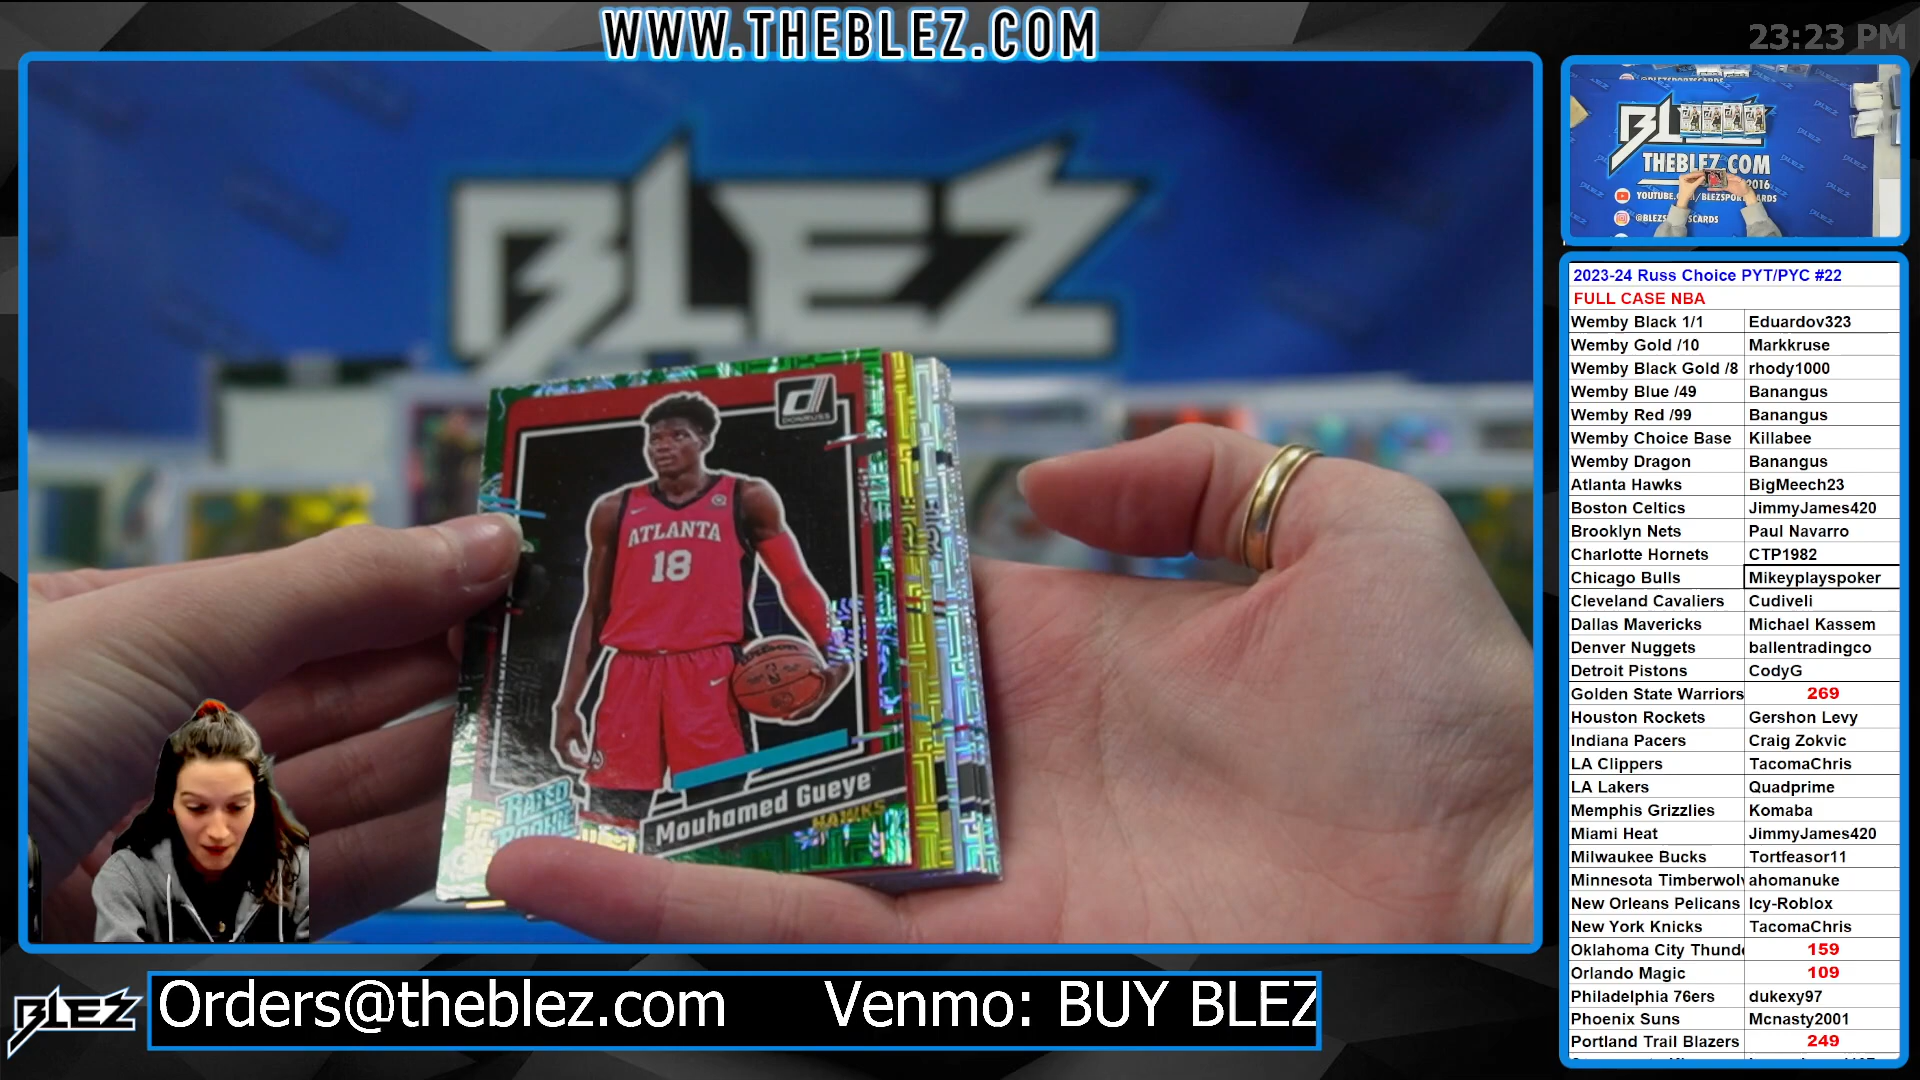 WWW.THEBLEZ.COM
23:23 PM
BLEZ
DONRUSS
ATLANTA
18
RATED
ROOKIE
Mouhamed Gueye
HAWKS
THEBLEZ.COM
2016
@BLEZSPORTSCARDS
2023-24 Russ Choice PYT/PYC #22
FULL CASE NBA
Wemby Black 1/1 Eduardov323
Wemby Gold /10 Markkruse
Wemby Black Gold /8 rhody1000
Wemby Blue /49 Banangus
Wemby Red /99 Banangus
Wemby Choice Base Killabee
Wemby Dragon Banangus
Atlanta Hawks BigMeech23
Boston Celtics JimmyJames420
Brooklyn Nets Paul Navarro
Charlotte Hornets CTP1982
Chicago Bulls Mikeyplayspoker
Cleveland Cavaliers Cudiveli
Dallas Mavericks Michael Kassem
Denver Nuggets ballentradingco
Detroit Pistons CodyG
Golden State Warriors 269
Houston Rockets Gershon Levy
Indiana Pacers Craig Zokvic
LA Clippers TacomaChris
LA Lakers Quadprime
Memphis Grizzlies Komaba
Miami Heat JimmyJames420
Milwaukee Bucks Tortfeasor11
Minnesota Timberwolv ahomanuke
New Orleans Pelicans Icy-Roblox
New York Knicks TacomaChris
Oklahoma City Thunde 159
Orlando Magic 109
Philadelphia 76ers dukexy97
Phoenix Suns Mcnasty2001
Portland Trail Blazers 249
BLEZ
Orders@theblez.com Venmo: BUY BLEZ